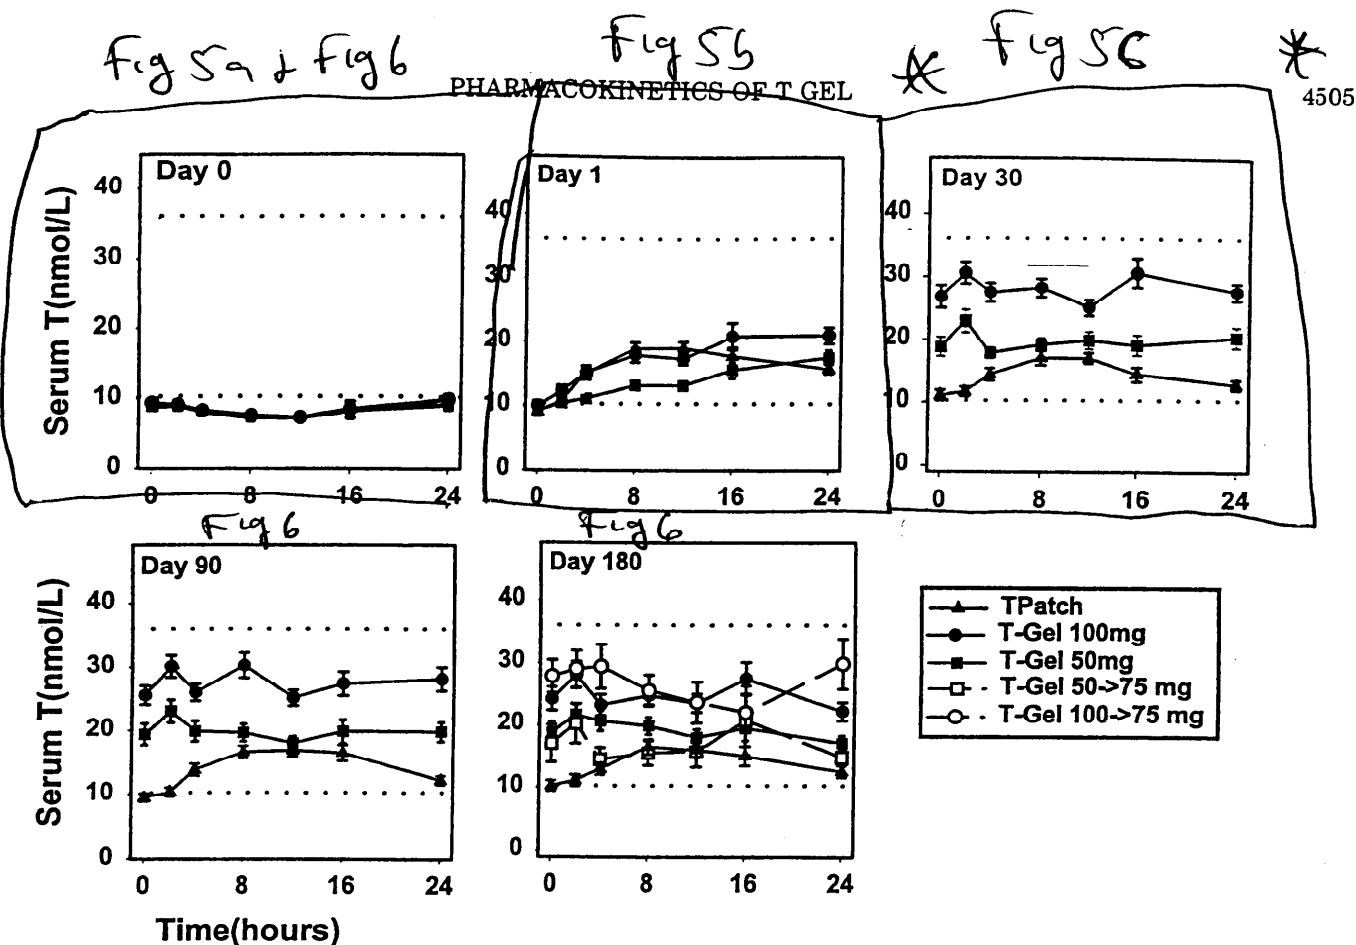 Fig 5a & Fig 6
Fig 5b
Fig 5c
PHARMACOKINETICS OF T GEL
4505
Serum T(nmol/L)
Day 0
40
30
20
10
0
0 8 16 24
Day 1
40
30
20
10
0
0 8 16 24
Day 30
40
30
20
10
0
0 8 16 24
Fig 6
Fig 6
Serum T(nmol/L)
Day 90
40
30
20
10
0
0 8 16 24
Day 180
40
30
20
10
0
0 8 16 24
Time(hours)
TPatch
T-Gel 100mg
T-Gel 50mg
T-Gel 50->75 mg
T-Gel 100->75 mg